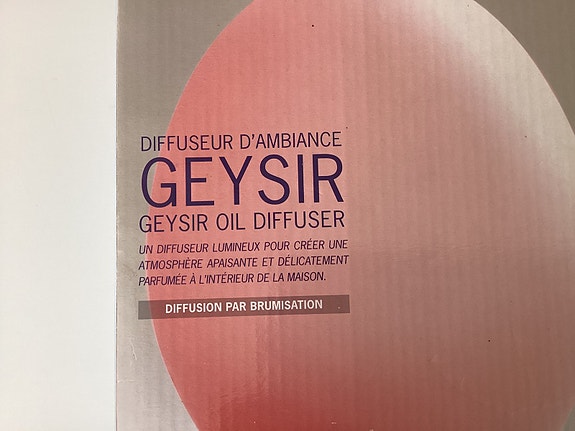 DIFFUSEUR D'AMBIANCE
GEYSIR
GEYSIR OIL DIFFUSER
UN DIFFUSEUR LUMINEUX POUR CRÉER UNE
ATMOSPHÈRE APAISANTE ET DÉLICATEMENT
PARFUMÉE À L'INTÉRIEUR DE LA MAISON.
DIFFUSION PAR BRUMISATION